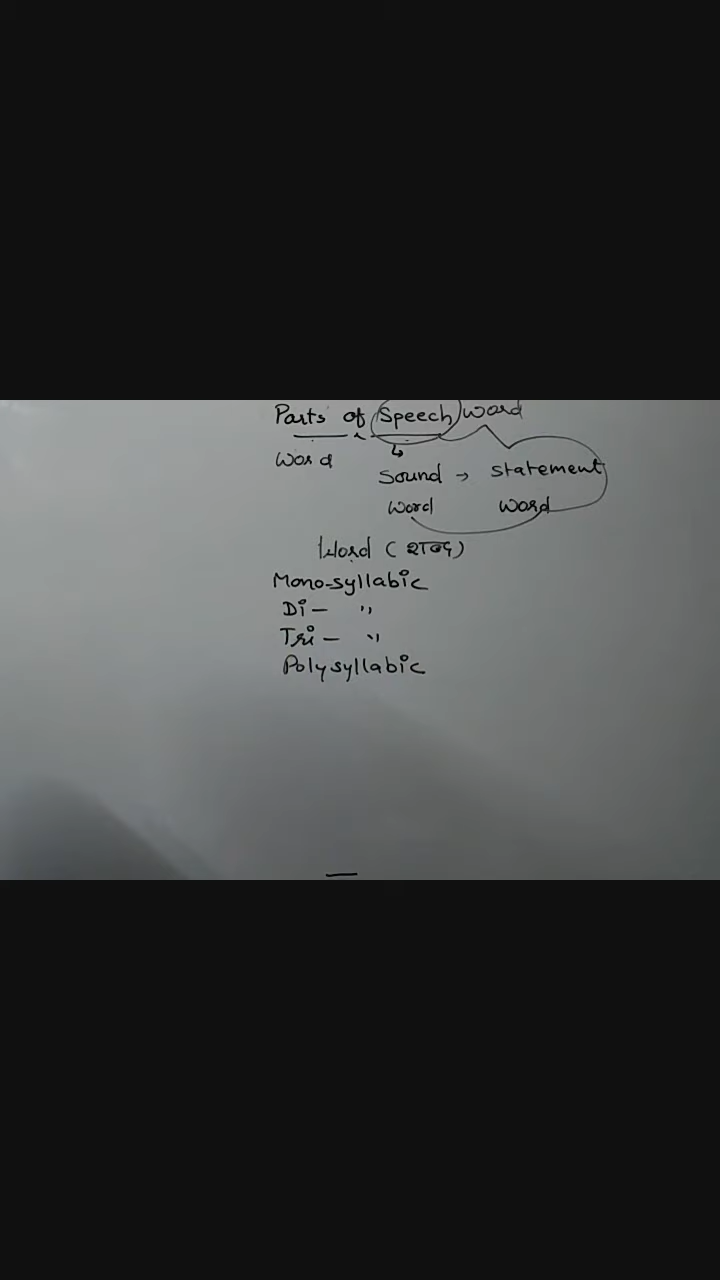 Parts of Speech word
word
Sound → statement
word word
Word (शब्द)
Mono-syllabic
Di — ,,
Tri — ,,
Polysyllabic